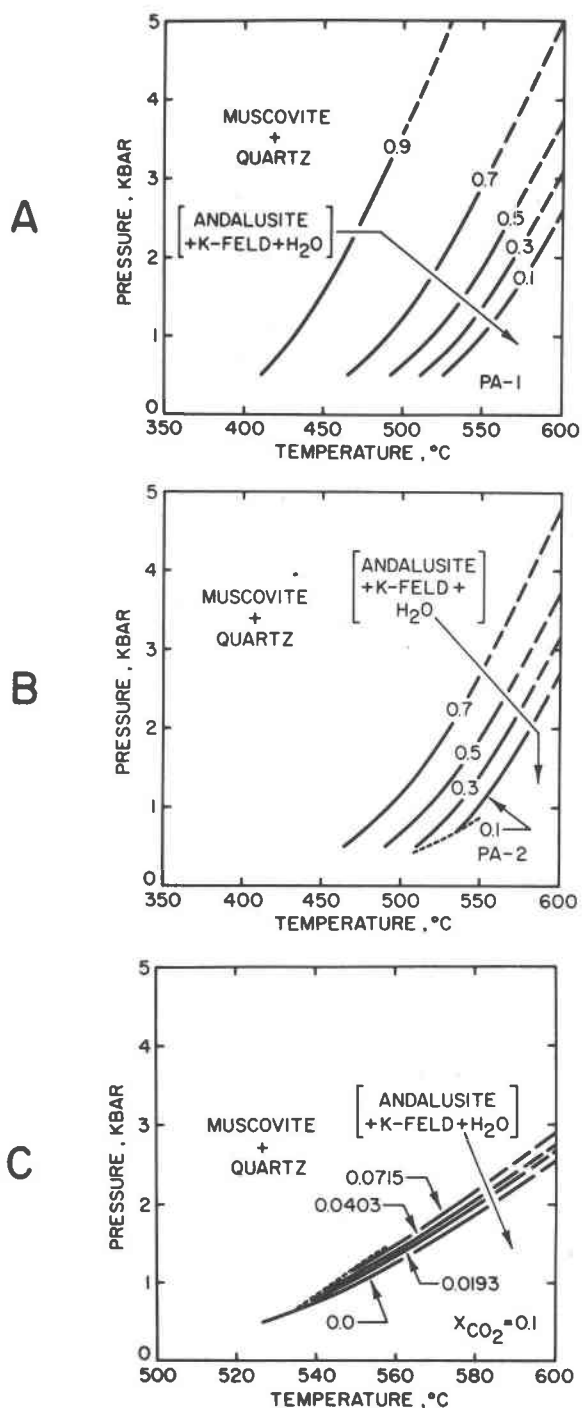 A
PRESSURE, KBAR
5
4
3
2
1
0
MUSCOVITE
+
QUARTZ
0.9
0.7
0.5
0.3
0.1
[ANDALUSITE
+K-FELD+H2O]
PA-1
350 400 450 500 550 600
TEMPERATURE, °C
B
PRESSURE, KBAR
5
4
3
2
1
0
[ANDALUSITE
+K-FELD+
H2O]
MUSCOVITE
+
QUARTZ
0.7
0.5
0.3
0.1
PA-2
350 400 450 500 550 600
TEMPERATURE, °C
C
PRESSURE, KBAR
5
4
3
2
1
0
[ANDALUSITE
+K-FELD+H2O]
MUSCOVITE
+
QUARTZ
0.0715
0.0403
0.0193
0.0
XCO2=0.1
500 520 540 560 580 600
TEMPERATURE, °C